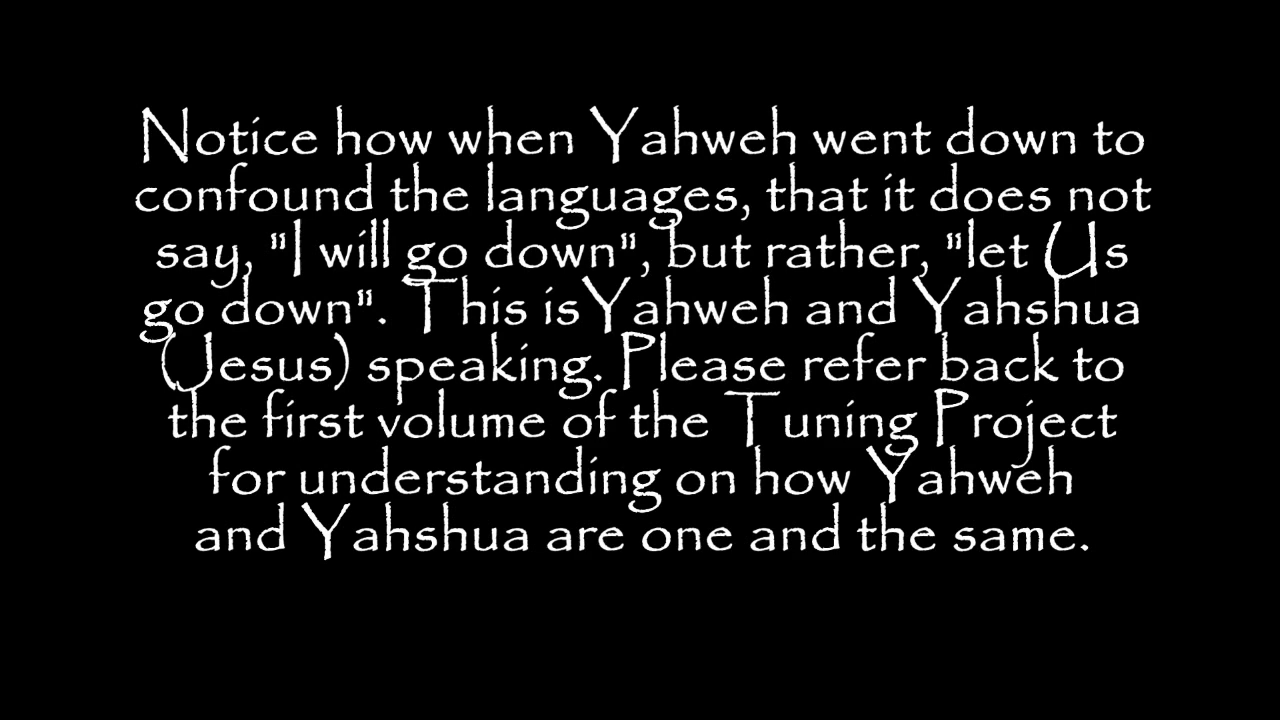 Notice how when Yahweh went down to
confound the languages, that it does not
say, "I will go down", but rather, "let Us
go down". This isYahweh and Yahshua
(Jesus) speaking. Please refer back to
the first volume of the Tuning Project
for understanding on how Yahweh
and Yahshua are one and the same.